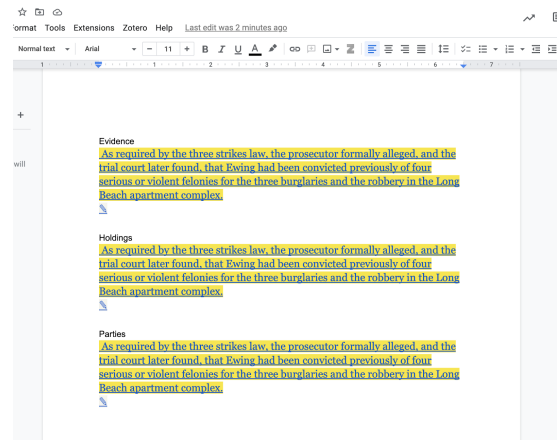 ormat Tools Extensions Zotero Help Last edit was 2 minutes ago
Normal text Arial − 11 + B I U A
1 1 2 3 4 5 6 7
+
Evidence
As required by the three strikes law, the prosecutor formally alleged, and the
will
trial court later found, that Ewing had been convicted previously of four
serious or violent felonies for the three burglaries and the robbery in the Long
Beach apartment complex.
Holdings
As required by the three strikes law, the prosecutor formally alleged, and the
trial court later found, that Ewing had been convicted previously of four
serious or violent felonies for the three burglaries and the robbery in the Long
Beach apartment complex.
Parties
As required by the three strikes law, the prosecutor formally alleged, and the
trial court later found, that Ewing had been convicted previously of four
serious or violent felonies for the three burglaries and the robbery in the Long
Beach apartment complex.